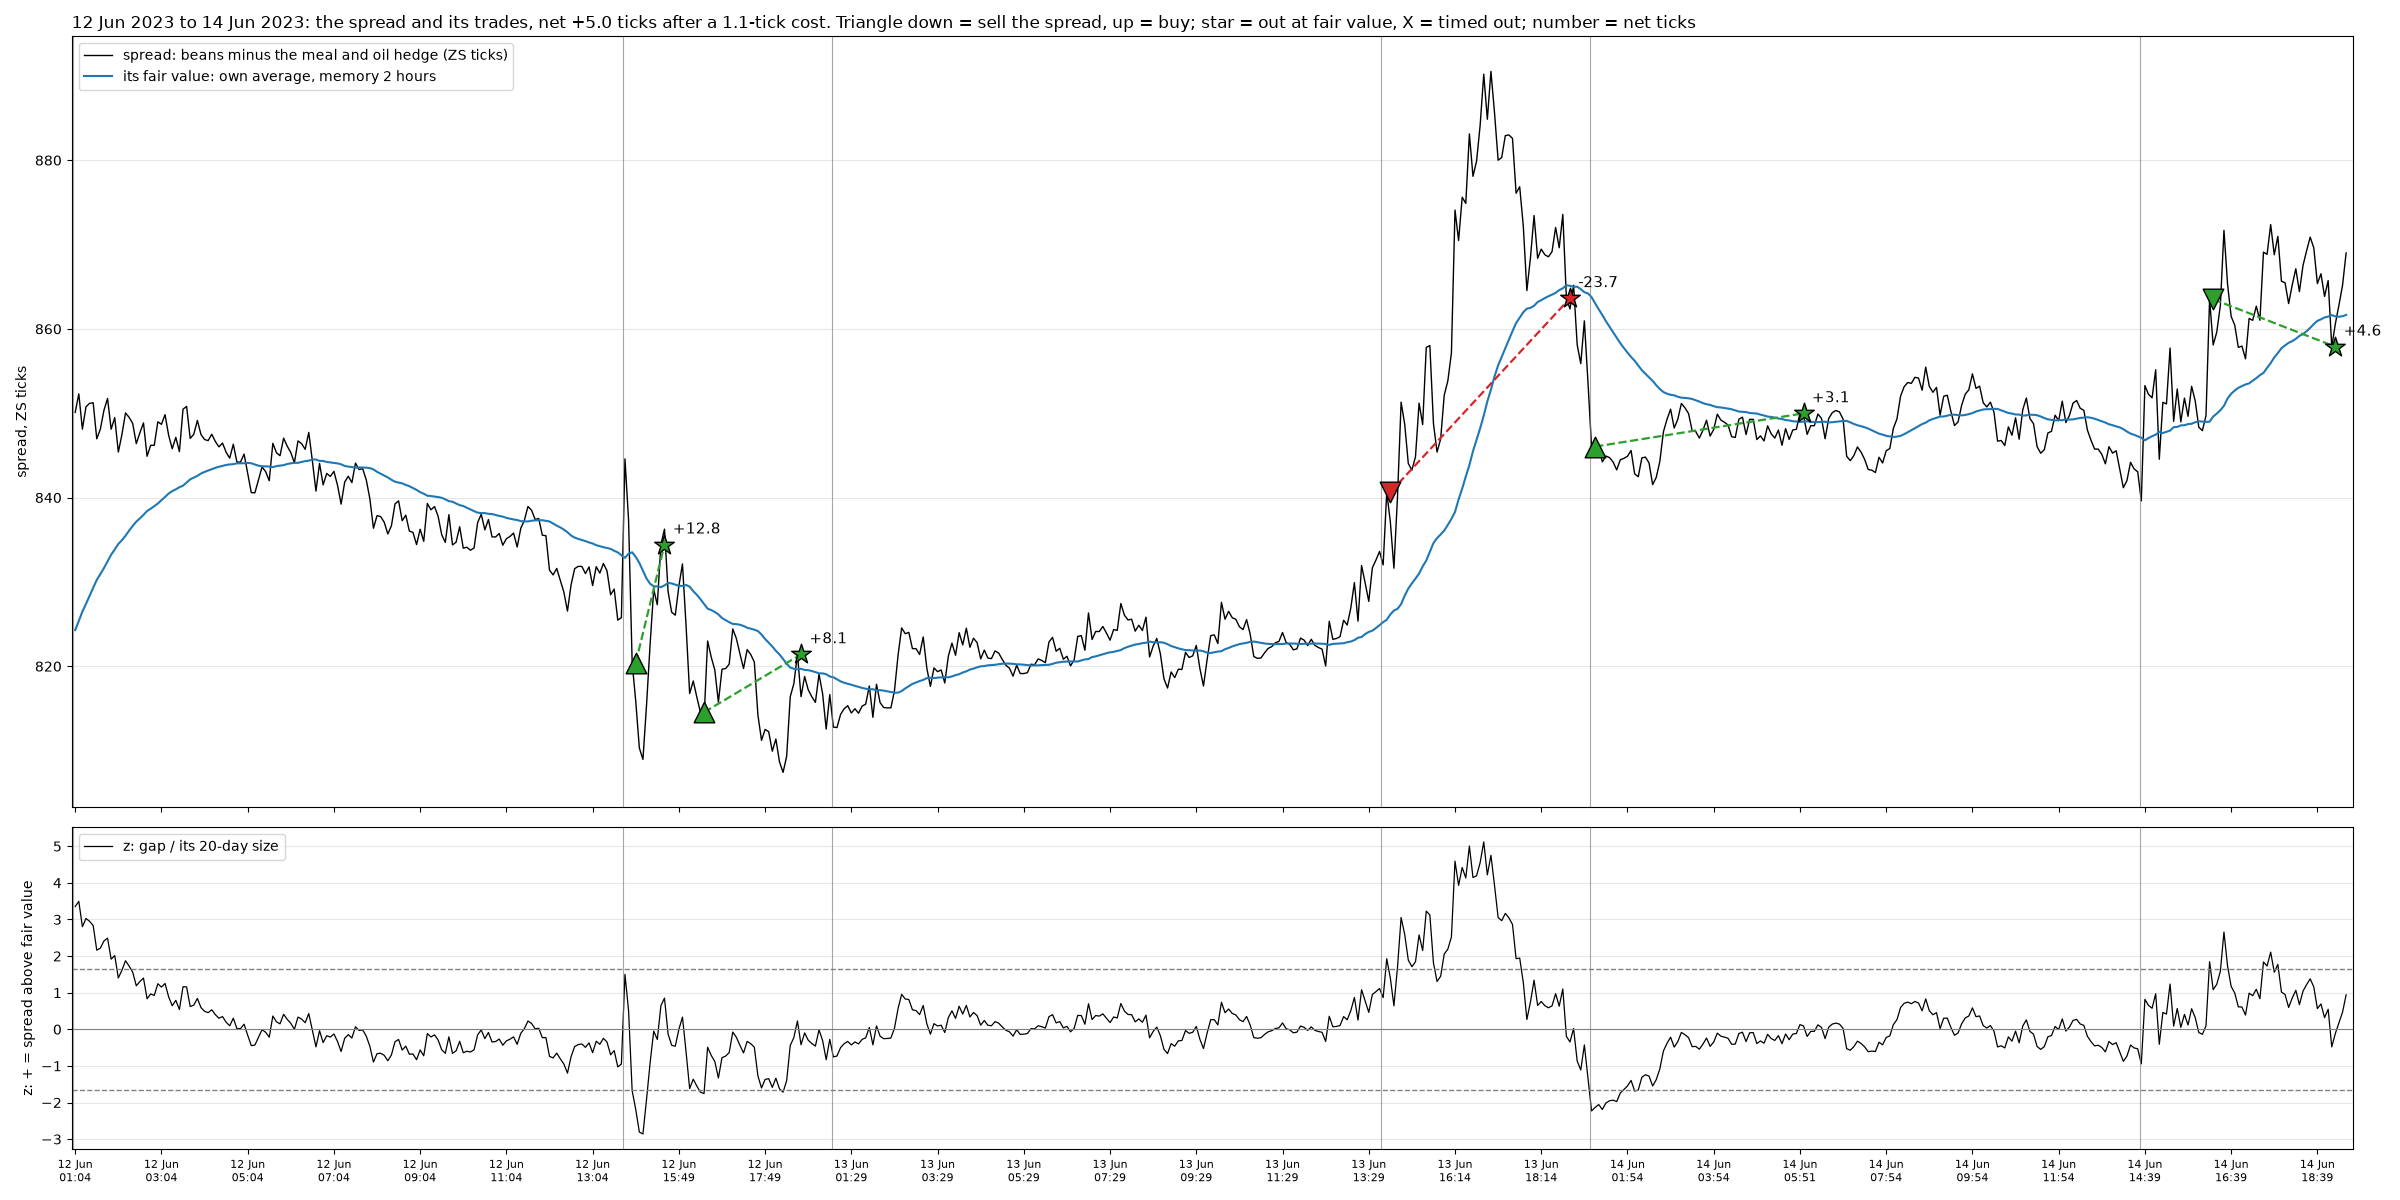 12 Jun 2023 to 14 Jun 2023: the spread and its trades, net +5.0 ticks after a 1.1-tick cost. Triangle down = sell the spread, up = buy; star = out at fair value, X = timed out; number = net ticks
spread: beans minus the meal and oil hedge (ZS ticks)
its fair value: own average, memory 2 hours
spread, ZS ticks
880
860
840
820
+12.8
+8.1
-23.7
+3.1
+4.6
z: gap / its 20-day size
z: + = spread above fair value
5
4
3
2
1
0
−1
−2
−3
12 Jun 12 Jun 12 Jun 12 Jun 12 Jun 12 Jun 12 Jun 12 Jun 12 Jun 13 Jun 13 Jun 13 Jun 13 Jun 13 Jun 13 Jun 13 Jun 13 Jun 13 Jun 14 Jun 14 Jun 14 Jun 14 Jun 14 Jun 14 Jun 14 Jun 14 Jun 14 Jun
01:04 03:04 05:04 07:04 09:04 11:04 13:04 15:49 17:49 01:29 03:29 05:29 07:29 09:29 11:29 13:29 16:14 18:14 01:54 03:54 05:51 07:54 09:54 11:54 14:39 16:39 18:39